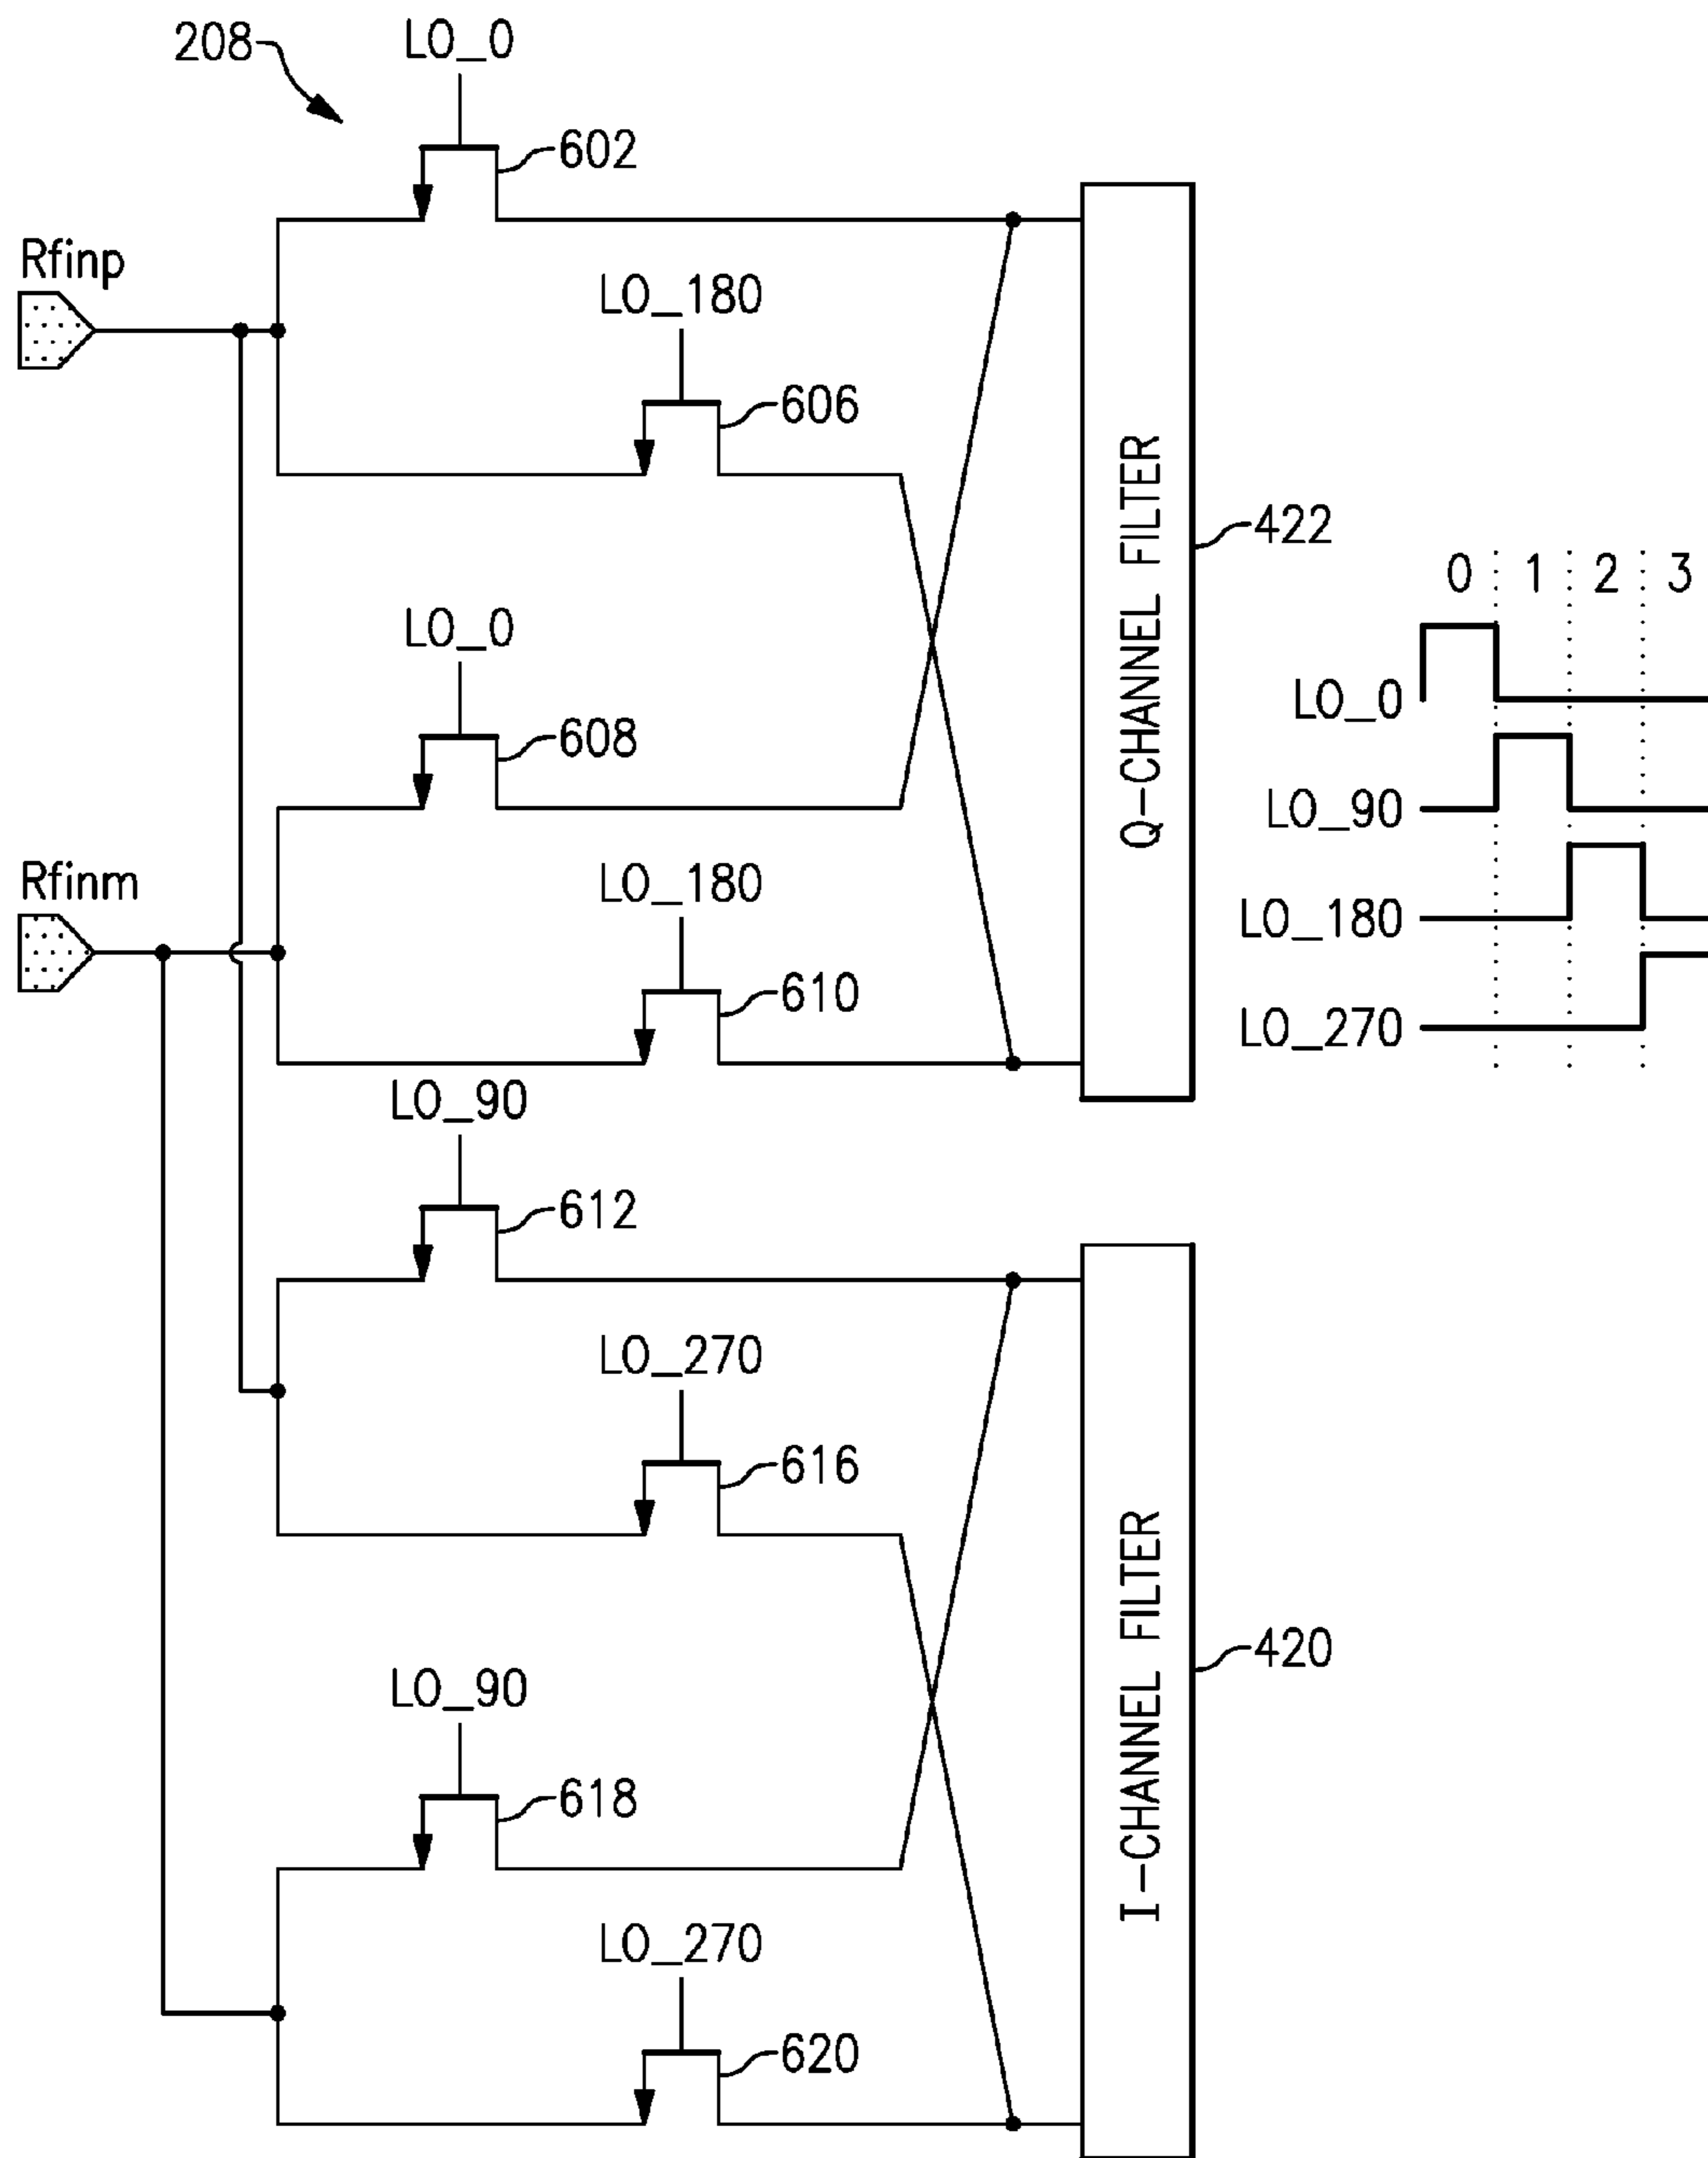 208
LO_0
602
Rfinp
LO_180
606
Q-CHANNEL FILTER
422
LO_0
608
Rfinm
LO_180
610
0 1 2 3
LO_0
LO_90
LO_180
LO_270
LO_90
612
LO_270
616
I-CHANNEL FILTER
420
LO_90
618
LO_270
620